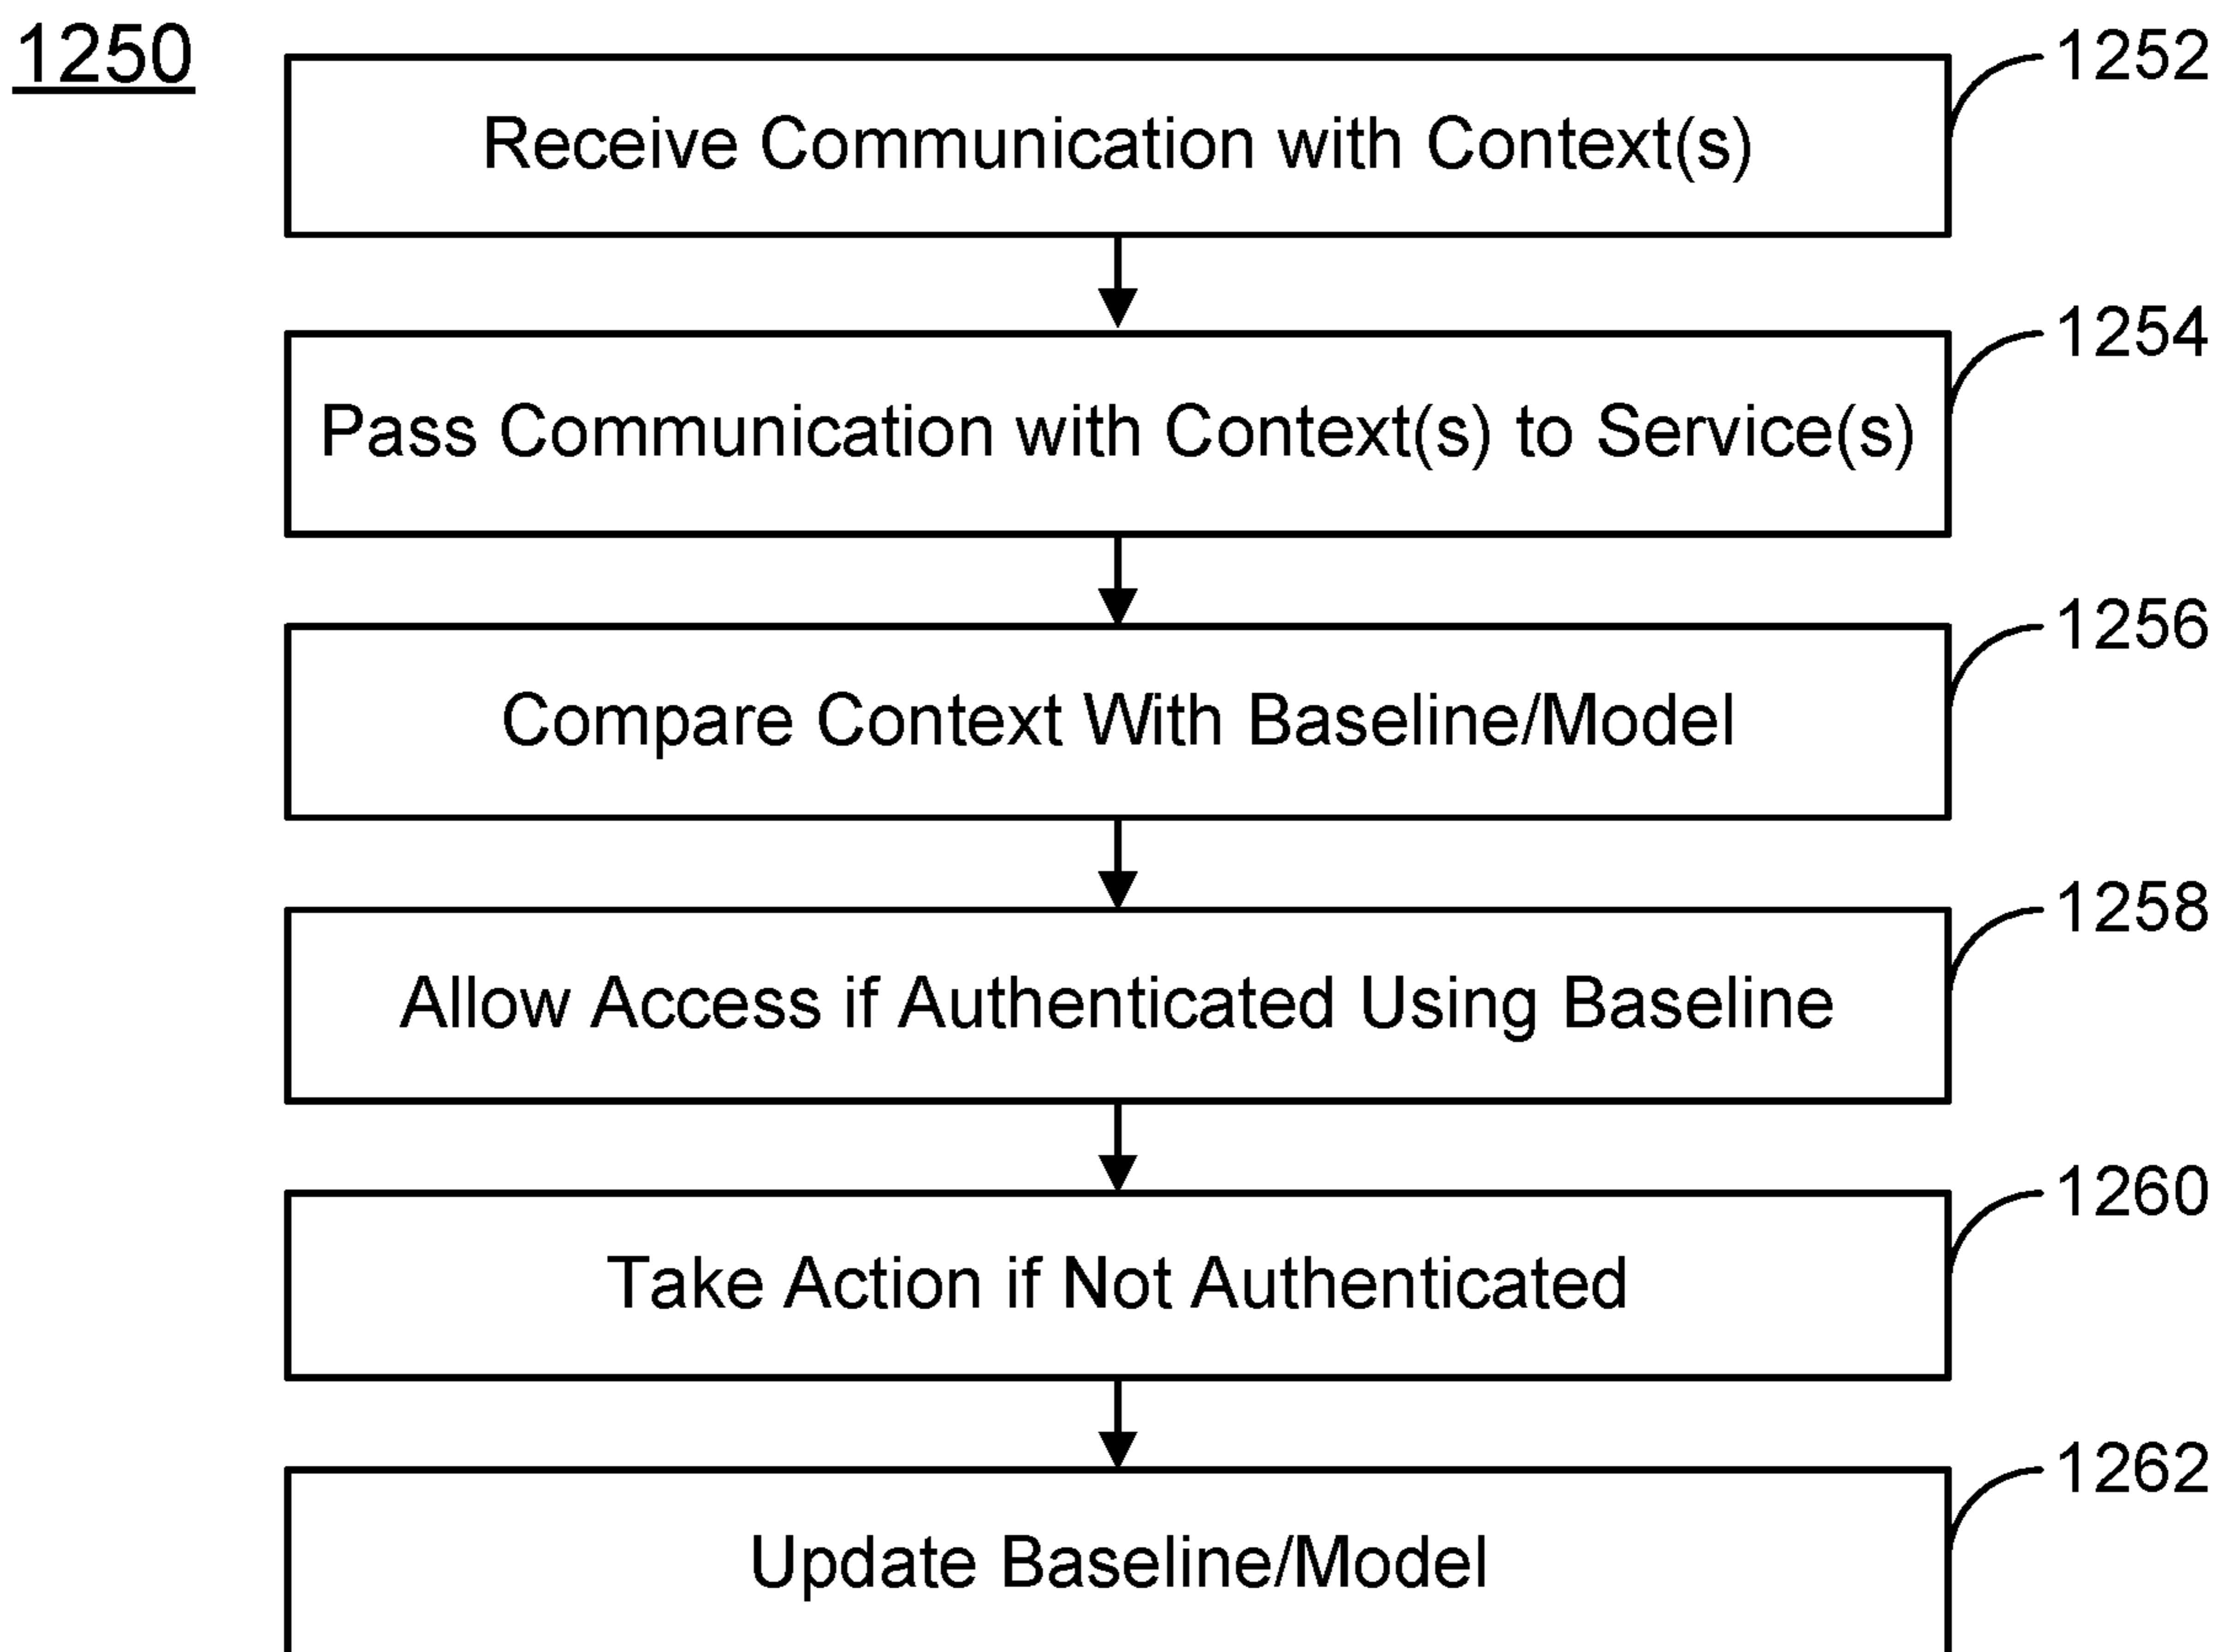 1250
1252
Receive Communication with Context(s)
1254
Pass Communication with Context(s) to Service(s)
1256
Compare Context With Baseline/Model
1258
Allow Access if Authenticated Using Baseline
1260
Take Action if Not Authenticated
1262
Update Baseline/Model